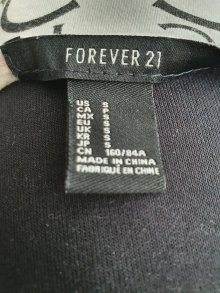 FOREVER 21
US S
CA P
MX S
EU S
UK S
KR S
JP S
CN 160/84A
MADE IN CHINA
FABRIQUÉ EN CHINE